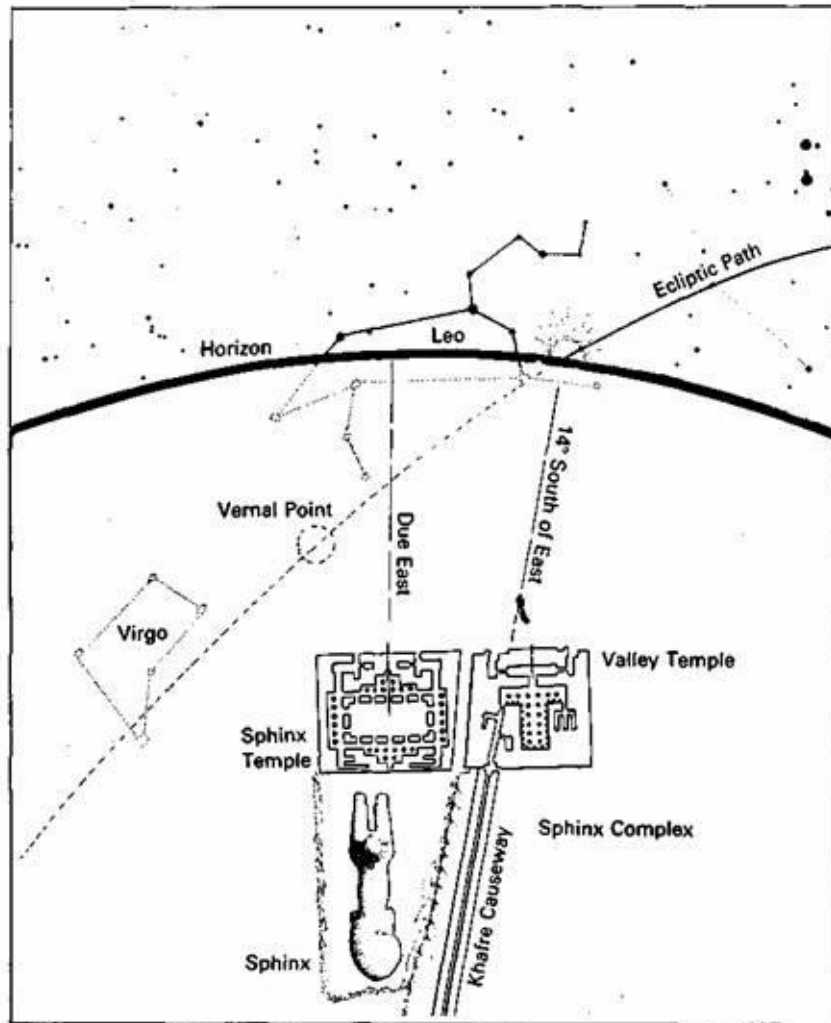 Ecliptic Path
Leo
Horizon
14° South of East
Due East
Vernal Point
Virgo
Valley Temple
Sphinx
Temple
Sphinx Complex
Khafre Causeway
Sphinx